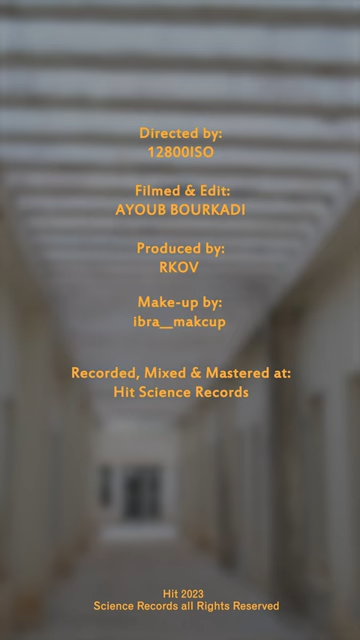 Directed by:
12800ISO
Filmed & Edit:
AYOUB BOURKADI
Produced by:
RKOV
Make-up by:
ibra__makcup
Recorded, Mixed & Mastered at:
Hit Science Records
Hit 2023
Science Records all Rights Reserved